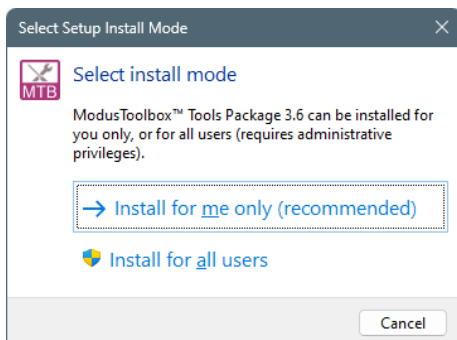 Select Setup Install Mode
MTB
Select install mode
ModusToolbox™ Tools Package 3.6 can be installed for
you only, or for all users (requires administrative
privileges).
→ Install for me only (recommended)
Install for all users
Cancel